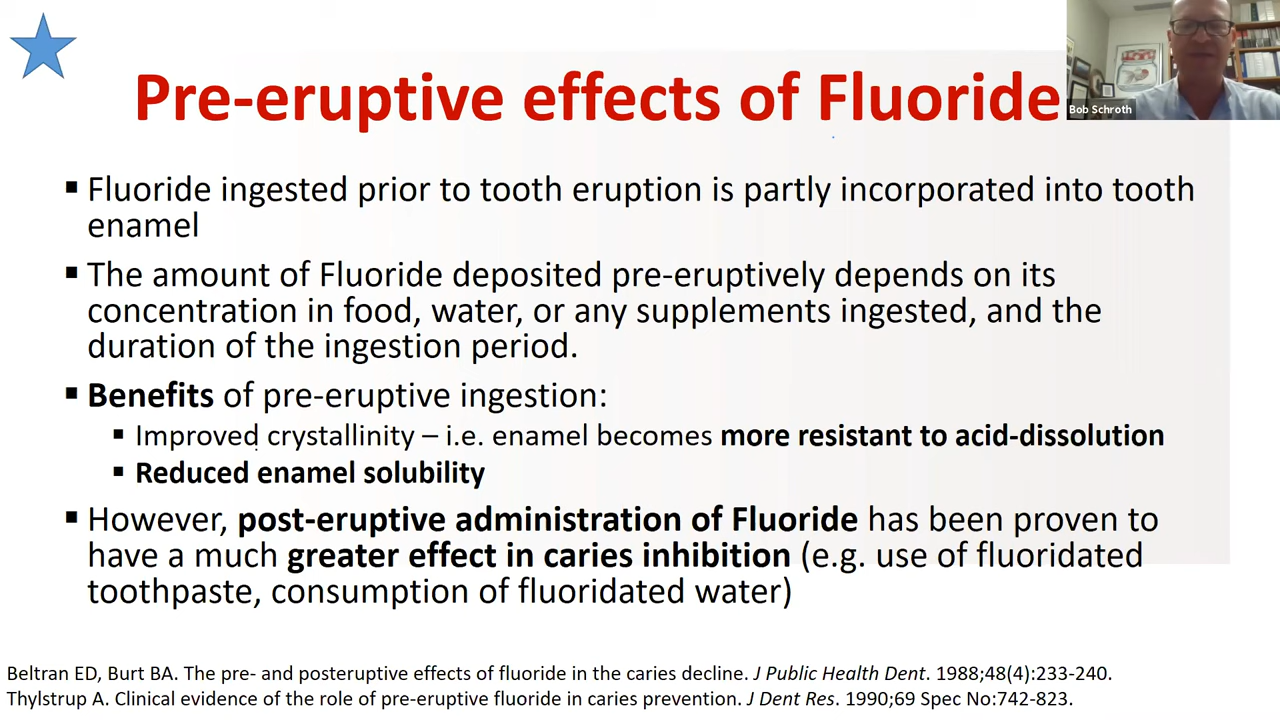 Pre-eruptive effects of Fluoride
Bob Schroth
▪ Fluoride ingested prior to tooth eruption is partly incorporated into tooth
enamel
▪ The amount of Fluoride deposited pre-eruptively depends on its
concentration in food, water, or any supplements ingested, and the
duration of the ingestion period.
▪ Benefits of pre-eruptive ingestion:
▪ Improved crystallinity – i.e. enamel becomes more resistant to acid-dissolution
▪ Reduced enamel solubility
▪ However, post-eruptive administration of Fluoride has been proven to
have a much greater effect in caries inhibition (e.g. use of fluoridated
toothpaste, consumption of fluoridated water)
Beltran ED, Burt BA. The pre- and posteruptive effects of fluoride in the caries decline. J Public Health Dent. 1988;48(4):233-240.
Thylstrup A. Clinical evidence of the role of pre-eruptive fluoride in caries prevention. J Dent Res. 1990;69 Spec No:742-823.